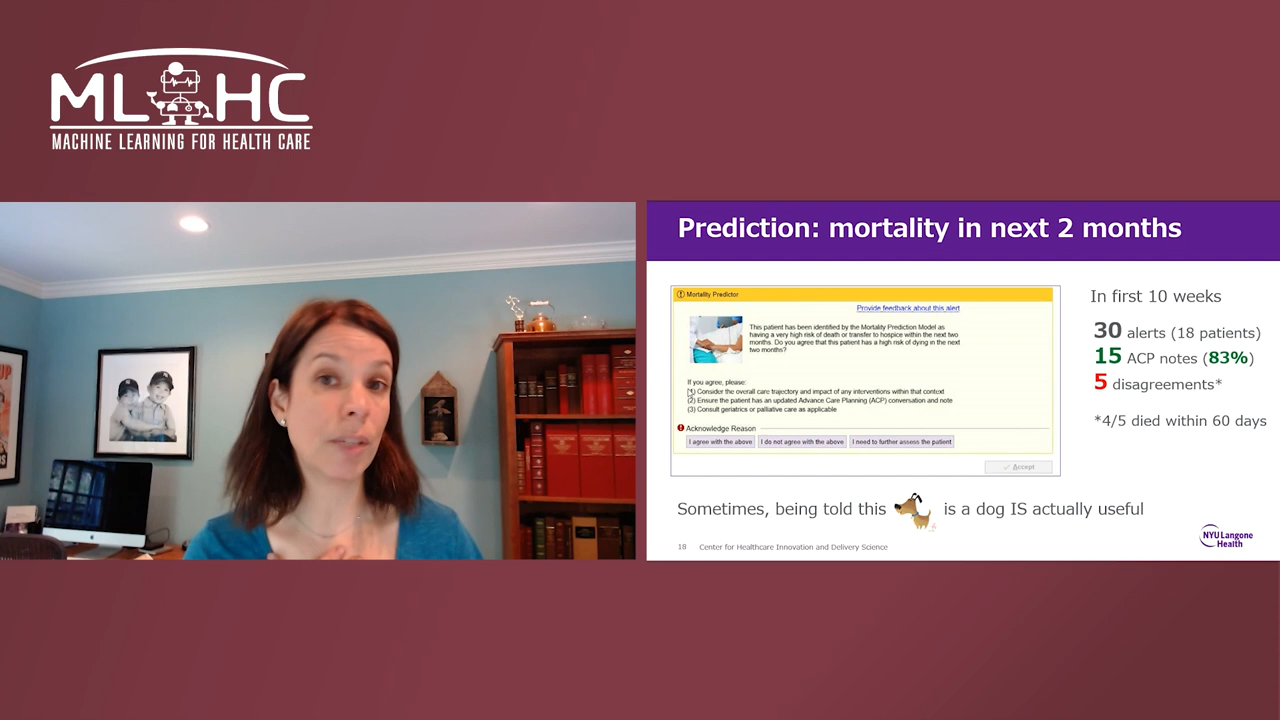 MLHC
MACHINE LEARNING FOR HEALTH CARE
Prediction: mortality in next 2 months
Mortality Predictor
Provide feedback about this alert
This patient has been identified by the Mortality Prediction Model as
having a very high risk of death or transfer to hospice within the next two
months. Do you agree that this patient has a high risk of dying in the next
two months?
If you agree, please:
(1) Consider the overall care trajectory and impact of any interventions within that context
(2) Ensure the patient has an updated Advance Care Planning (ACP) conversation and note
(3) Consult geriatrics or palliative care as applicable
Acknowledge Reason
I agree with the above
I do not agree with the above
I need to further assess the patient
✓ Accept
In first 10 weeks
30 alerts (18 patients)
15 ACP notes (83%)
5 disagreements*
*4/5 died within 60 days
Sometimes, being told this is a dog IS actually useful
18 Center for Healthcare Innovation and Delivery Science
NYU Langone
Health